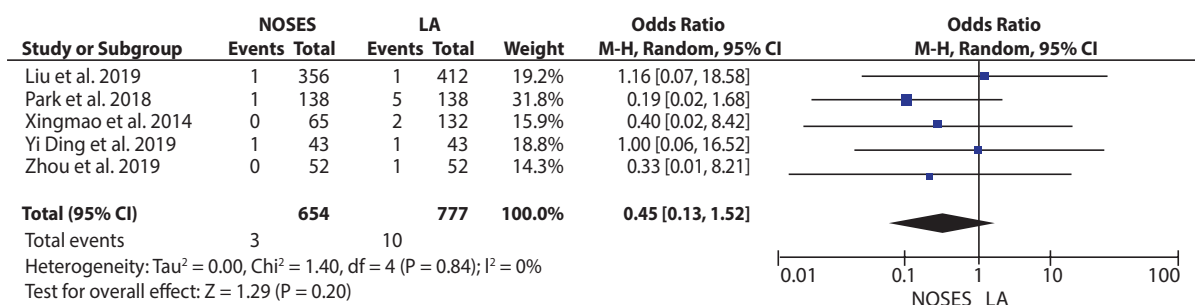 NOSES LA Odds Ratio Odds Ratio
Study or Subgroup Events Total Events Total Weight M-H, Random, 95% CI M-H, Random, 95% CI
Liu et al. 2019 1 356 1 412 19.2% 1.16 [0.07, 18.58]
Park et al. 2018 1 138 5 138 31.8% 0.19 [0.02, 1.68]
Xingmao et al. 2014 0 65 2 132 15.9% 0.40 [0.02, 8.42]
Yi Ding et al. 2019 1 43 1 43 18.8% 1.00 [0.06, 16.52]
Zhou et al. 2019 0 52 1 52 14.3% 0.33 [0.01, 8.21]
Total (95% CI) 654 777 100.0% 0.45 [0.13, 1.52]
Total events 3 10
Heterogeneity: Tau² = 0.00, Chi² = 1.40, df = 4 (P = 0.84); I² = 0%
Test for overall effect: Z = 1.29 (P = 0.20)
0.01 0.1 1 10 100
NOSES LA